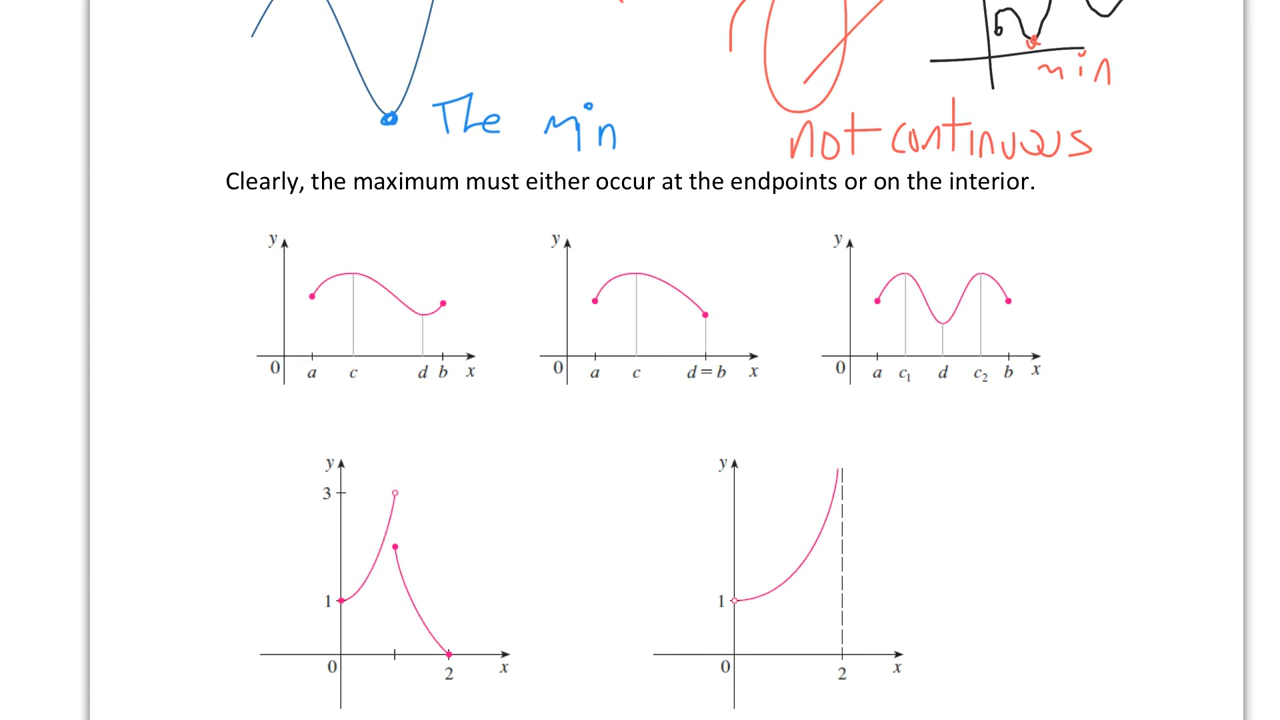 min
The Min
not continuous
Clearly, the maximum must either occur at the endpoints or on the interior.
y
0 a c d b x
y
0 a c d=b x
y
0 a c₁ d c₂ b x
y
3
1
0 2 x
y
1
0 2 x